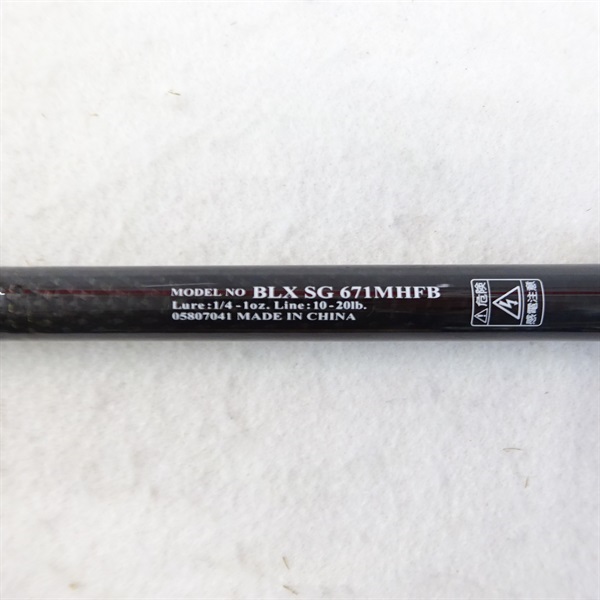 MODEL NO BLX SG 671MHFB
Lure:1/4-1oz. Line:10-20lb.
05807041 MADE IN CHINA
危険
感電注意